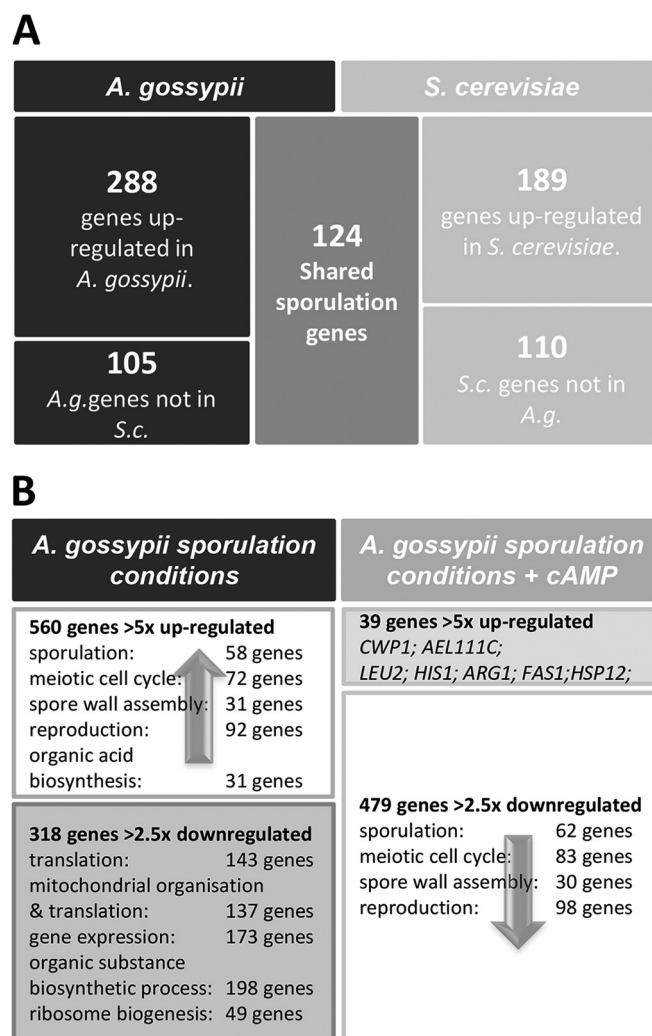 A
A. gossypii
S. cerevisiae
288
genes up-
regulated in
A. gossypii.
105
A.g.genes not in
S.c.
124
Shared
sporulation
genes
189
genes up-regulated
in S. cerevisiae.
110
S.c. genes not in
A.g.
B
A. gossypii sporulation
conditions
560 genes >5x up-regulated
sporulation: 58 genes
meiotic cell cycle: 72 genes
spore wall assembly: 31 genes
reproduction: 92 genes
organic acid
biosynthesis: 31 genes
318 genes >2.5x downregulated
translation: 143 genes
mitochondrial organisation
& translation: 137 genes
gene expression: 173 genes
organic substance
biosynthetic process: 198 genes
ribosome biogenesis: 49 genes
A. gossypii sporulation
conditions + cAMP
39 genes >5x up-regulated
CWP1; AEL111C;
LEU2; HIS1; ARG1; FAS1;HSP12;
479 genes >2.5x downregulated
sporulation: 62 genes
meiotic cell cycle: 83 genes
spore wall assembly: 30 genes
reproduction: 98 genes